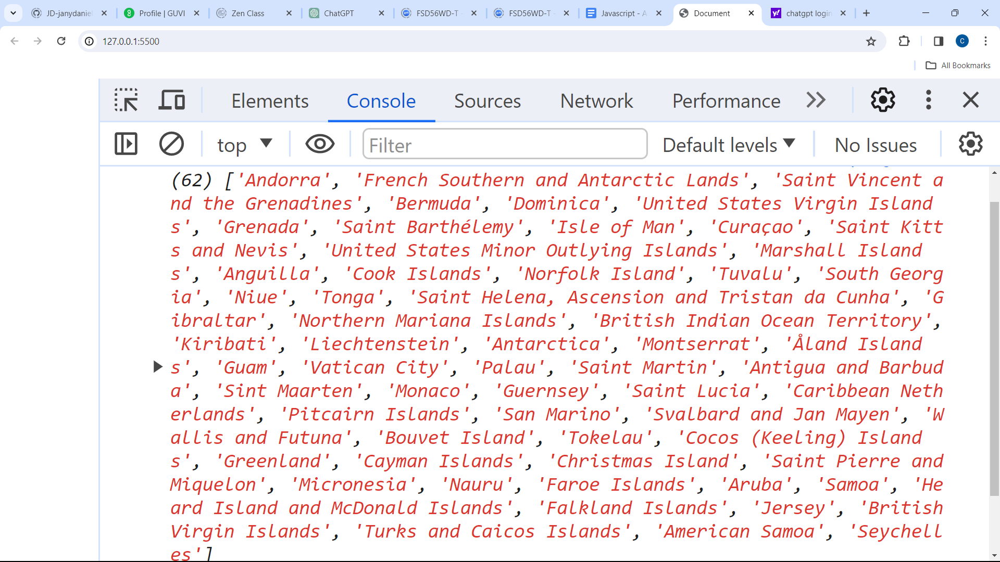 JD-janydaniel
Profile | GUVI
Zen Class
ChatGPT
FSD56WD-T -
FSD56WD-T -
Javascript - A
Document
chatgpt login
127.0.0.1:5500
C
All Bookmarks
Elements Console Sources Network Performance
top Filter Default levels No Issues
(62) ['Andorra', 'French Southern and Antarctic Lands', 'Saint Vincent a
nd the Grenadines', 'Bermuda', 'Dominica', 'United States Virgin Island
s', 'Grenada', 'Saint Barthélemy', 'Isle of Man', 'Curaçao', 'Saint Kitt
s and Nevis', 'United States Minor Outlying Islands', 'Marshall Island
s', 'Anguilla', 'Cook Islands', 'Norfolk Island', 'Tuvalu', 'South Georg
ia', 'Niue', 'Tonga', 'Saint Helena, Ascension and Tristan da Cunha', 'G
ibraltar', 'Northern Mariana Islands', 'British Indian Ocean Territory',
'Kiribati', 'Liechtenstein', 'Antarctica', 'Montserrat', 'Åland Island
s', 'Guam', 'Vatican City', 'Palau', 'Saint Martin', 'Antigua and Barbud
a', 'Sint Maarten', 'Monaco', 'Guernsey', 'Saint Lucia', 'Caribbean Neth
erlands', 'Pitcairn Islands', 'San Marino', 'Svalbard and Jan Mayen', 'W
allis and Futuna', 'Bouvet Island', 'Tokelau', 'Cocos (Keeling) Island
s', 'Greenland', 'Cayman Islands', 'Christmas Island', 'Saint Pierre and
Miquelon', 'Micronesia', 'Nauru', 'Faroe Islands', 'Aruba', 'Samoa', 'He
ard Island and McDonald Islands', 'Falkland Islands', 'Jersey', 'British
Virgin Islands', 'Turks and Caicos Islands', 'American Samoa', 'Seychell
es']